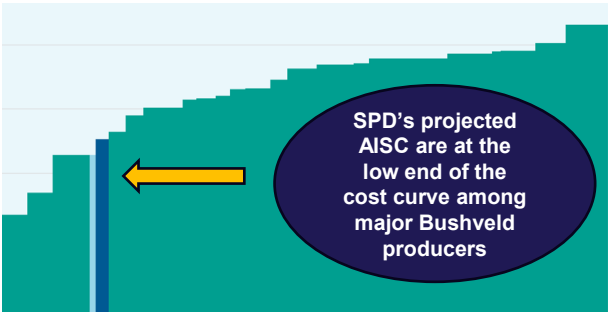 SPD's projected
AISC are at the
low end of the
cost curve among
major Bushveld
producers